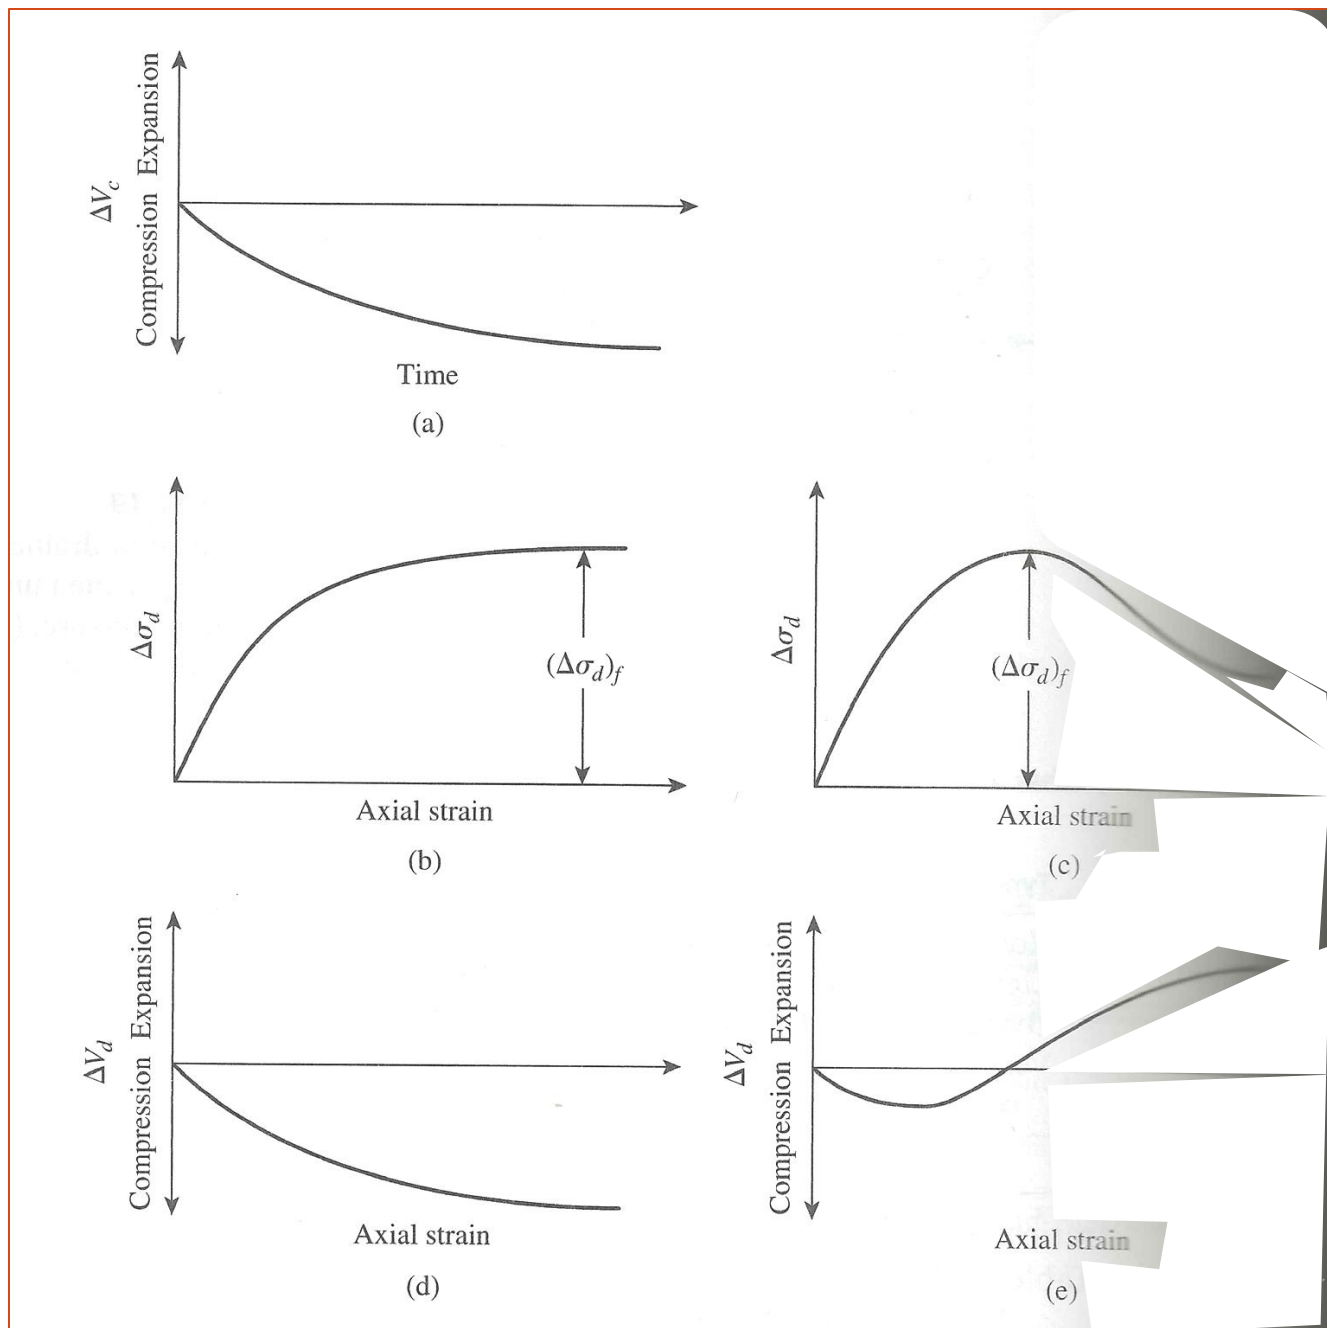 Expansion
Compression
ΔV_c
Time
(a)
Δσ_d
(Δσ_d)_f
Axial strain
(b)
Δσ_d
(Δσ_d)_f
Axial strain
(c)
Expansion
Compression
ΔV_d
Axial strain
(d)
Expansion
Compression
ΔV_d
Axial strain
(e)